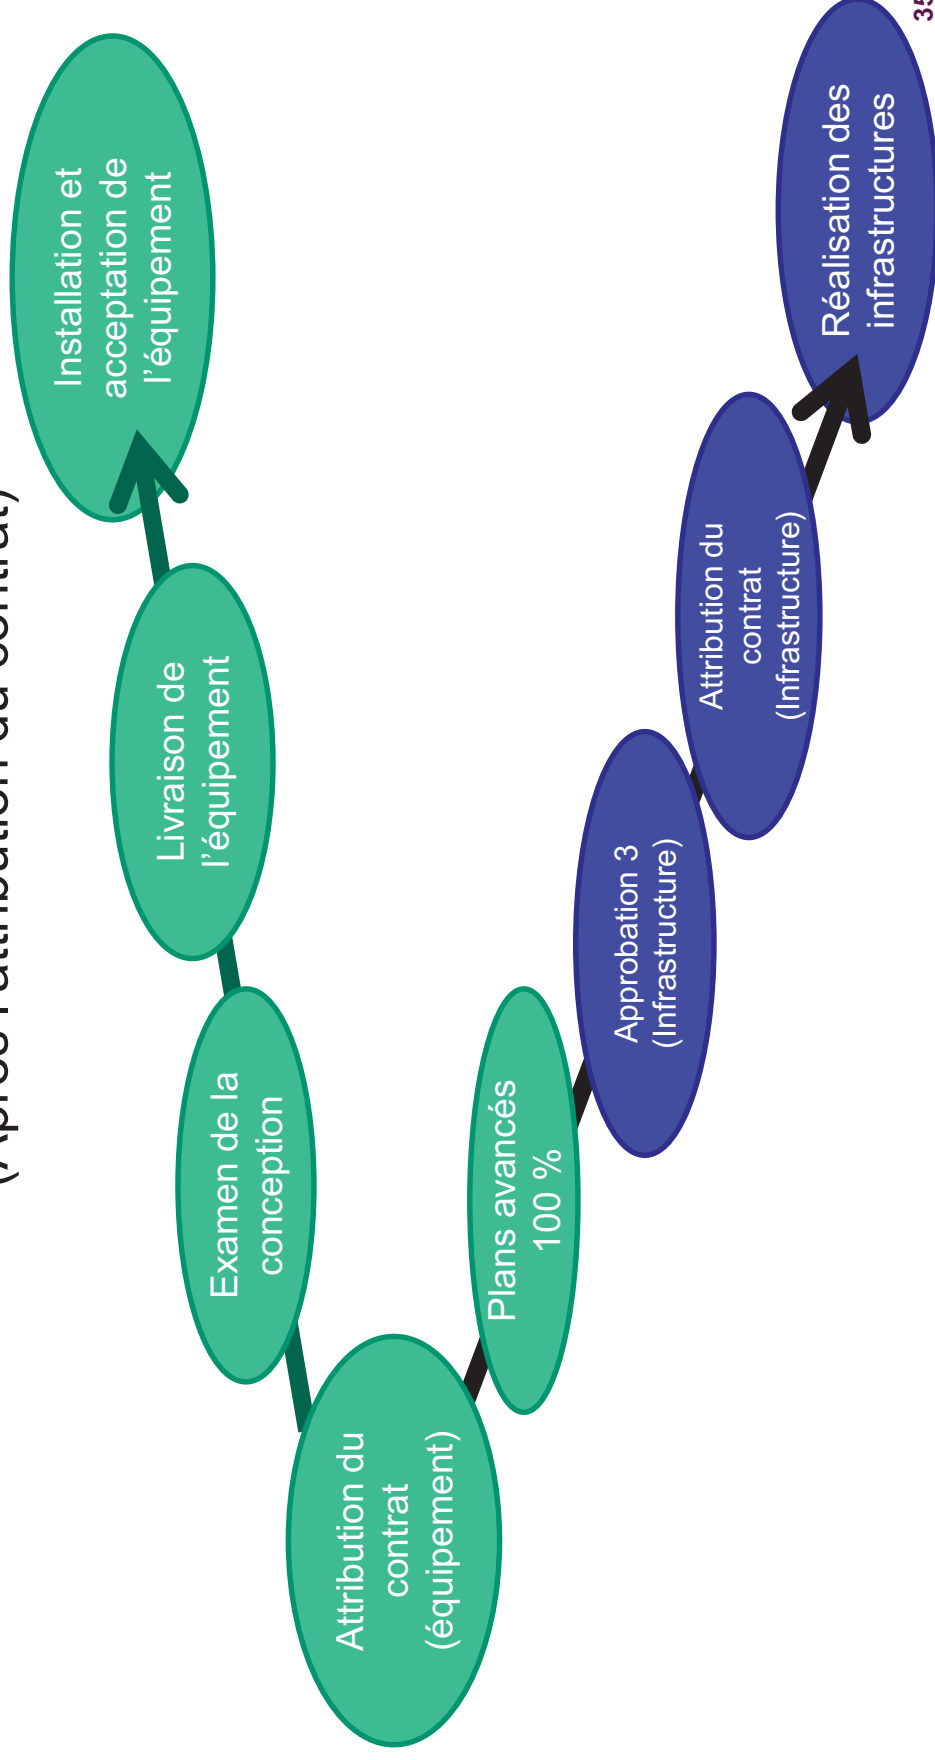 (Après l'attribution du contrat)
Installation et
acceptation de
l'équipement
Livraison de
l'équipement
Examen de la
conception
Attribution du
contrat
(équipement)
Plans avancés
100 %
Approbation 3
(Infrastructure)
Attribution du
contrat
(Infrastructure)
Réalisation des
infrastructures
35